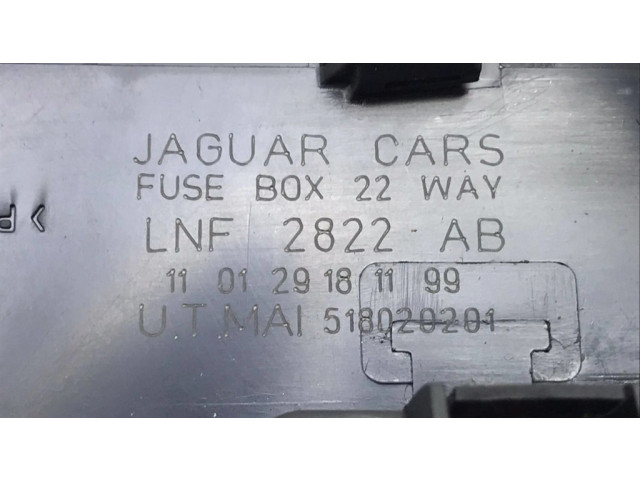 JAGUAR CARS
FUSE BOX 22 WAY
LNF 2822 AB
11 01 29 18 11 99
U T MAI 518020201